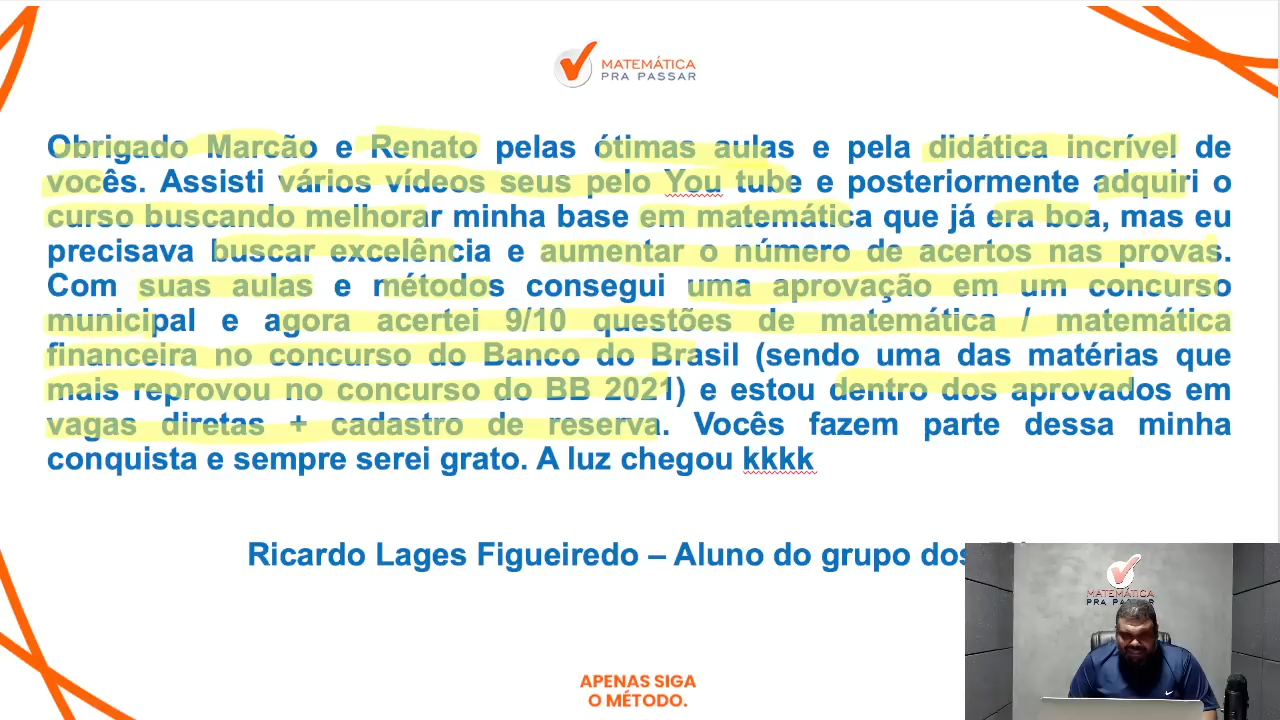 MATEMÁTICA
PRA PASSAR
Obrigado Marcão e Renato pelas ótimas aulas e pela didática incrível de
vocês. Assisti vários vídeos seus pelo You tube e posteriormente adquiri o
curso buscando melhorar minha base em matemática que já era boa, mas eu
precisava buscar excelência e aumentar o número de acertos nas provas.
Com suas aulas e métodos consegui uma aprovação em um concurso
municipal e agora acertei 9/10 questões de matemática / matemática
financeira no concurso do Banco do Brasil (sendo uma das matérias que
mais reprovou no concurso do BB 2021) e estou dentro dos aprovados em
vagas diretas + cadastro de reserva. Vocês fazem parte dessa minha
conquista e sempre serei grato. A luz chegou kkkk
Ricardo Lages Figueiredo – Aluno do grupo dos
MATEMÁTICA
PRA PASSAR
APENAS SIGA
O MÉTODO.